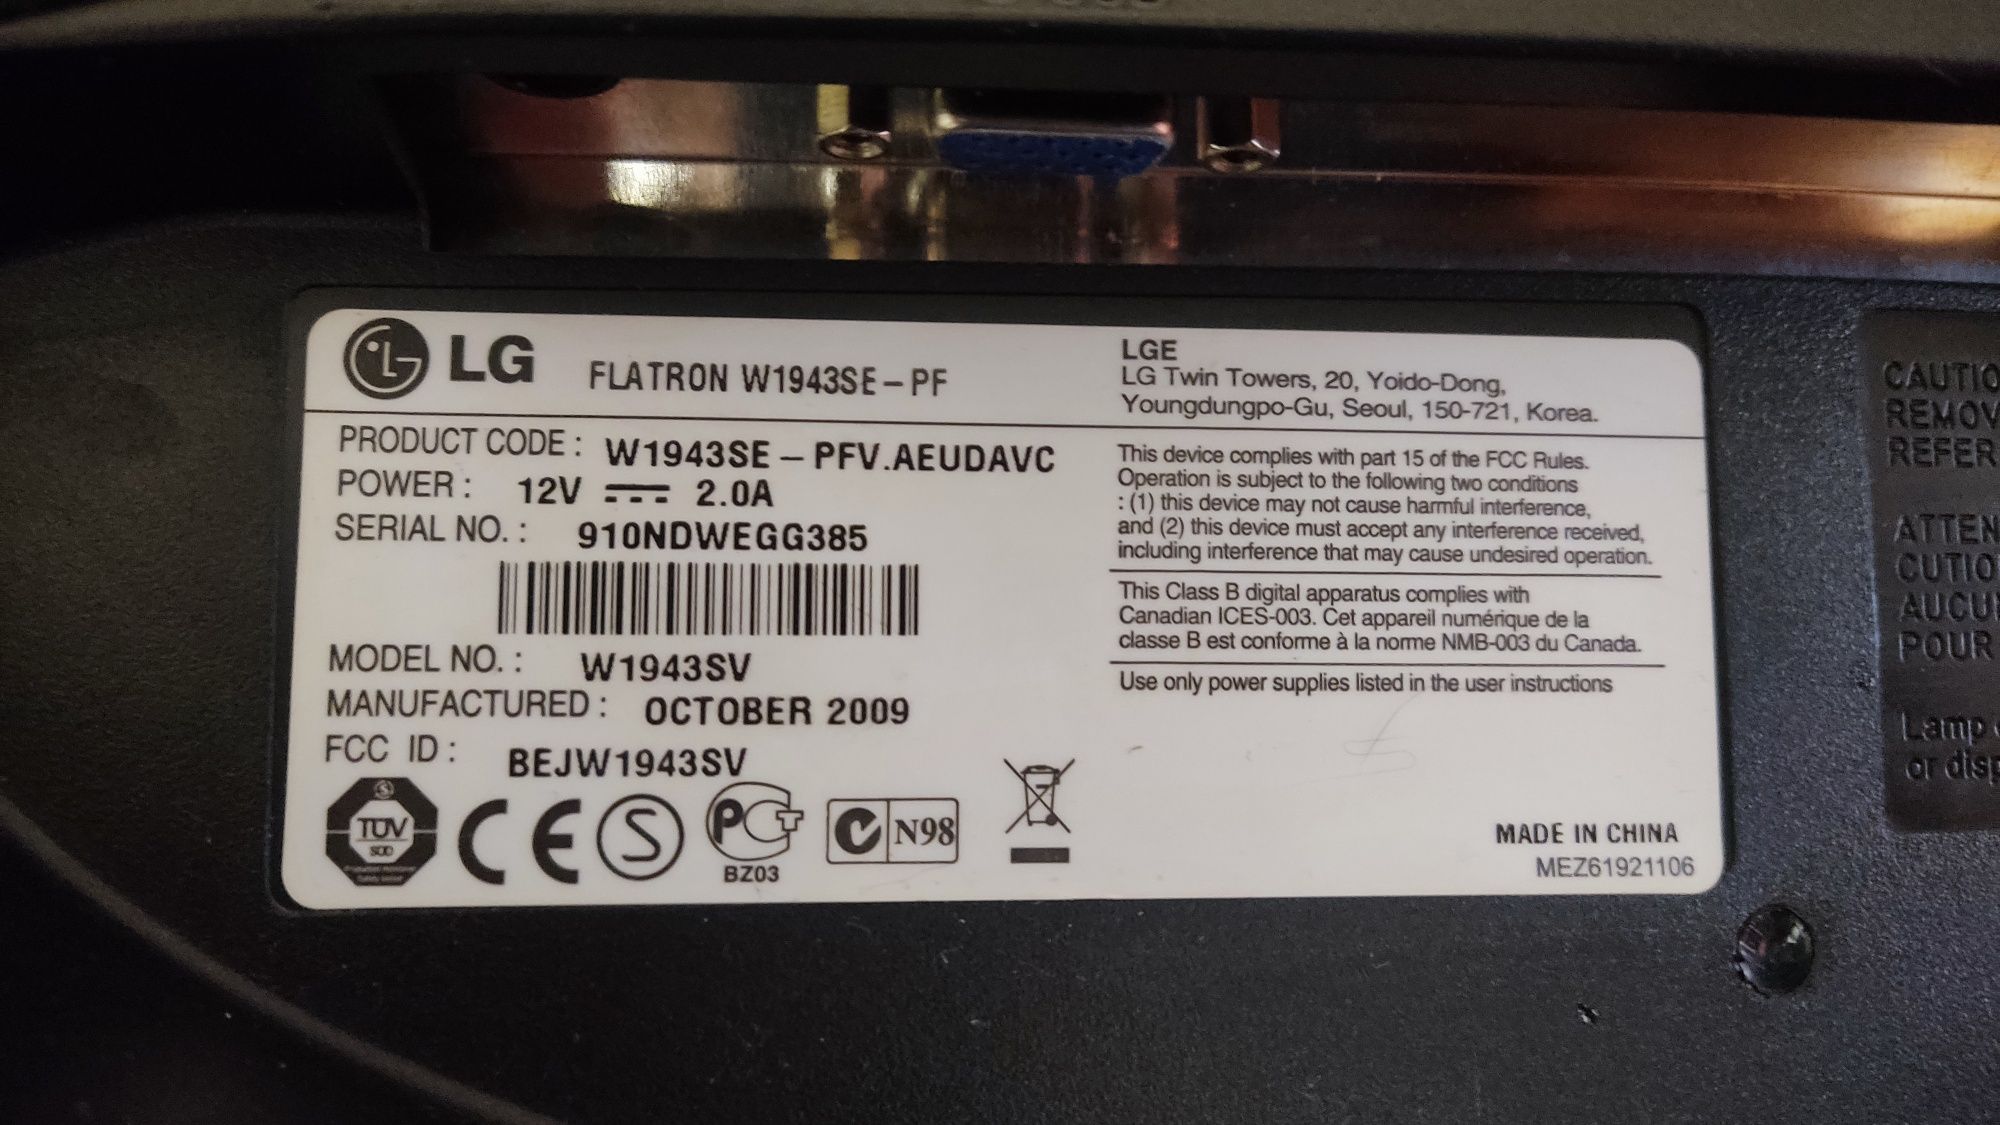 LG FLATRON W1943SE-PF
LGE
LG Twin Towers, 20, Yoido-Dong,
Youngdungpo-Gu, Seoul, 150-721, Korea.
PRODUCT CODE: W1943SE-PFV.AEUDAVC
POWER: 12V 2.0A
SERIAL NO.: 910NDWEGG385
MODEL NO.: W1943SV
MANUFACTURED: OCTOBER 2009
FCC ID: BEJW1943SV
TÜV
SÜD
CE
S
PCT
BZ03
N98
This device complies with part 15 of the FCC Rules.
Operation is subject to the following two conditions
: (1) this device may not cause harmful interference,
and (2) this device must accept any interference received,
including interference that may cause undesired operation.
This Class B digital apparatus complies with
Canadian ICES-003. Cet appareil numérique de la
classe B est conforme à la norme NMB-003 du Canada.
Use only power supplies listed in the user instructions
MADE IN CHINA
MEZ61921106
CAUTIO
REMOV
REFER
ATTEN
CUTIO
AUCU
POUR
Lamp
or disp